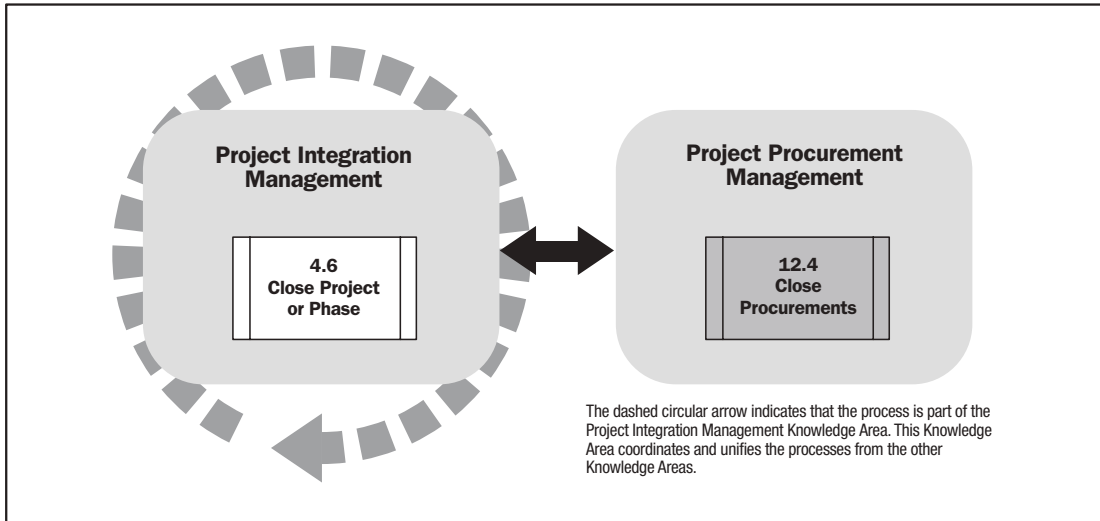 Project Integration
Management
4.6
Close Project
or Phase
Project Procurement
Management
12.4
Close
Procurements
The dashed circular arrow indicates that the process is part of the
Project Integration Management Knowledge Area. This Knowledge
Area coordinates and unifies the processes from the other
Knowledge Areas.